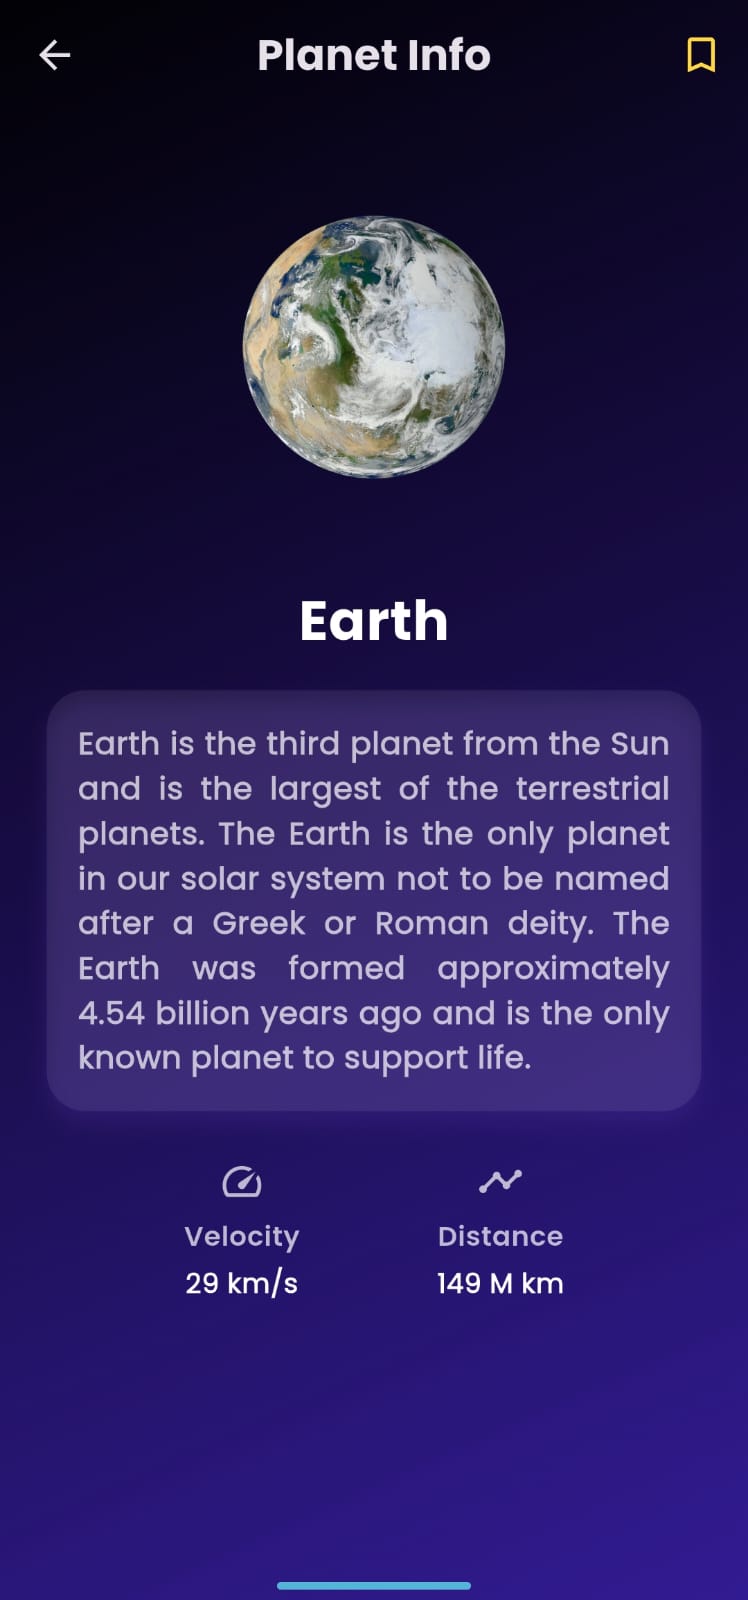 Planet Info
Earth
Earth is the third planet from the Sun
and is the largest of the terrestrial
planets. The Earth is the only planet
in our solar system not to be named
after a Greek or Roman deity. The
Earth was formed approximately
4.54 billion years ago and is the only
known planet to support life.
Velocity
29 km/s
Distance
149 M km